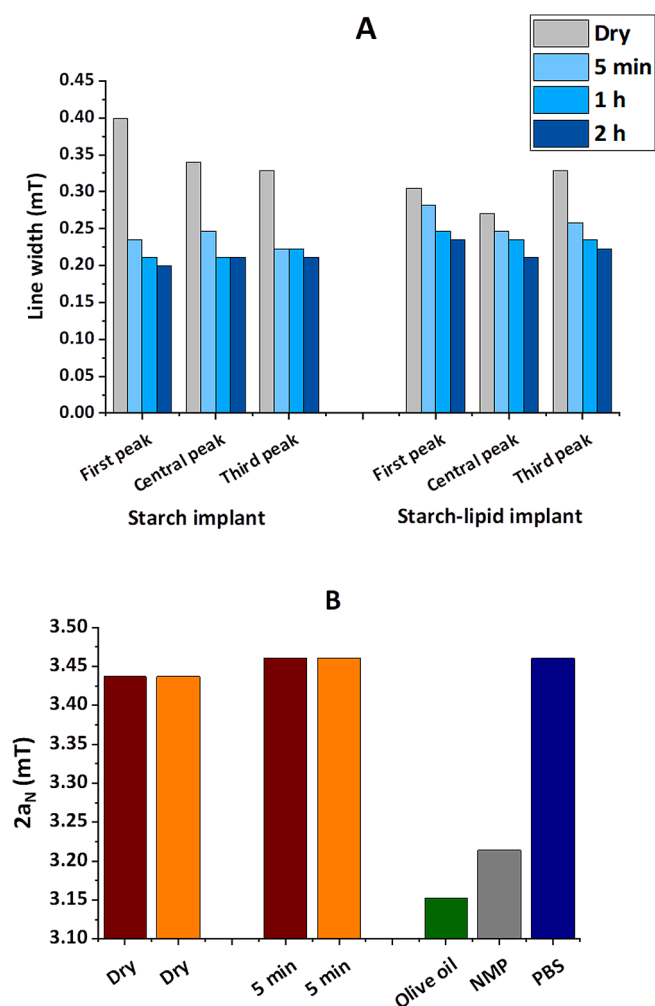 A
Dry
5 min
1 h
2 h
0.45
0.40
0.35
0.30
0.25
0.20
0.15
0.10
0.05
0.00
Line width (mT)
First peak
Central peak
Third peak
First peak
Central peak
Third peak
Starch implant
Starch-lipid implant
B
3.50
3.45
3.40
3.35
3.30
3.25
3.20
3.15
3.10
2aN (mT)
Dry
Dry
5 min
5 min
Olive oil
NMP
PBS